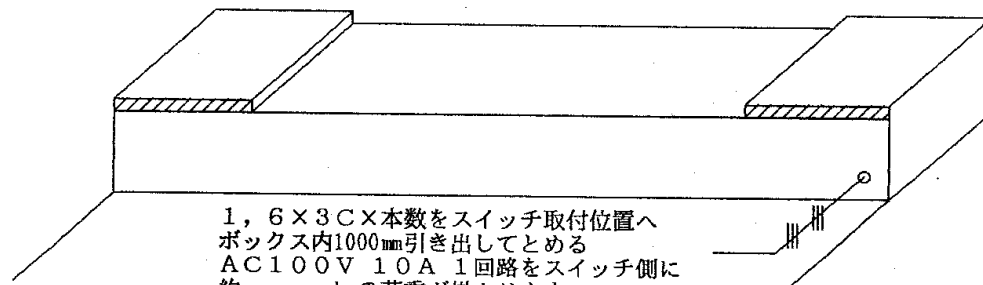 1,6×3C×本数をスイッチ取付位置へ
ボックス内1000㎜引き出してとめる
AC100V 10A 1回路をスイッチ側に